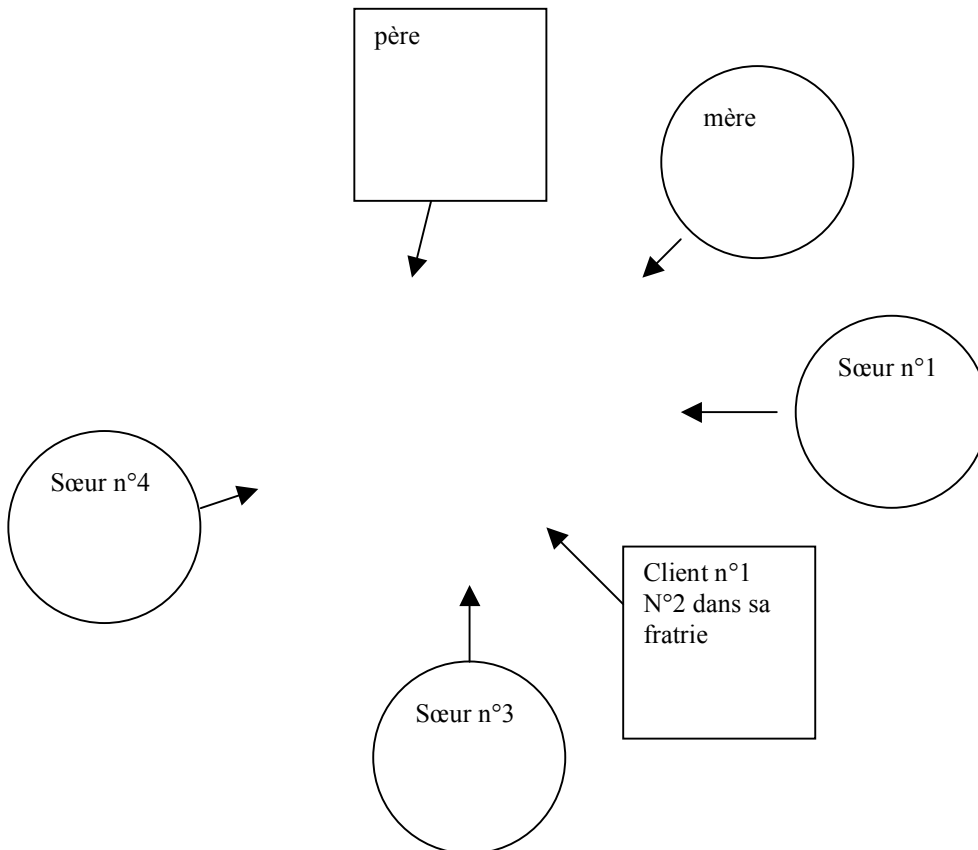 père
mère
Sœur n°1
Sœur n°4
Client n°1
N°2 dans sa
fratrie
Sœur n°3